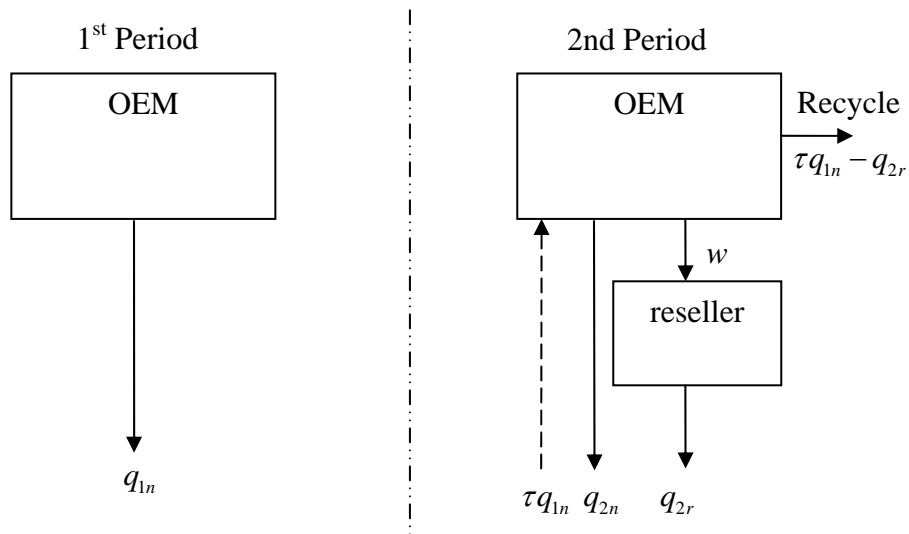 1st Period
OEM
q1n
2nd Period
OEM
Recycle
τq1n − q2r
w
reseller
τq1n q2n q2r